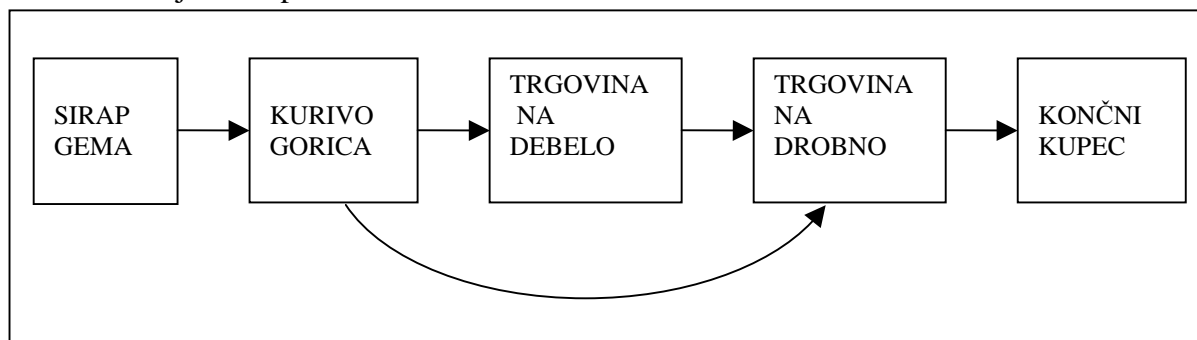 SIRAP
GEMA
KURIVO
GORICA
TRGOVINA
NA
DEBELO
TRGOVINA
NA
DROBNO
KONČNI
KUPEC